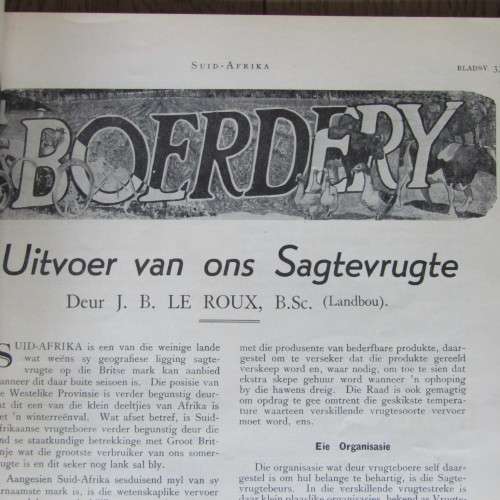 SUID-AFRIKA
BLADSY 3
BOERDERY
Uitvoer van ons Sagtevrugte
Deur J. B. LE ROUX, B.Sc. (Landbou).
SUID-AFRIKA is een van die weinige lande
wat weëns sy geografiese ligging sagte-
vrugte op die Britse mark kan aanbied
wanneer dit daar buite seisoen is. Die posisie van
Westelike Provinsie is verder begunstig deur-
dat dit een van die klein deeltjies van Afrika is
met 'n winterreënval. Wat afset betref, is Suid-
Afrikaanse vrugteboere verder begunstig deur die
staatkundige betrekkinge met Groot Brit-
wat die grootste verbruiker van ons somer-
vrugte is en dit seker nog lank sal bly.
Aangesien Suid-Afrika sesduisend myl van sy
mark is, is die wetenskaplike vervoer
met die produsente van bederfbare produkte, daar-
gestel om te verseker dat die produkte gereeld
verskeep word en, waar nodig, om toe te sien dat
ekstra skepe gehuur word wanneer 'n ophoping
by die hawens dreig. Die Raad is ook gemagtig
om opdrag te gee omtrent die geskikste tempera-
ture waarteen verskillende vrugtesoorte vervoer
moet word, ens.
Eie Organisasie
Die organisasie wat deur vrugteboere self daar-
gestel is om hul belange te behartig, is die Sagte-
vrugtebeurs. In die verskillende vrugtestreke is
daar klein plaaslike organisasies, bekend as